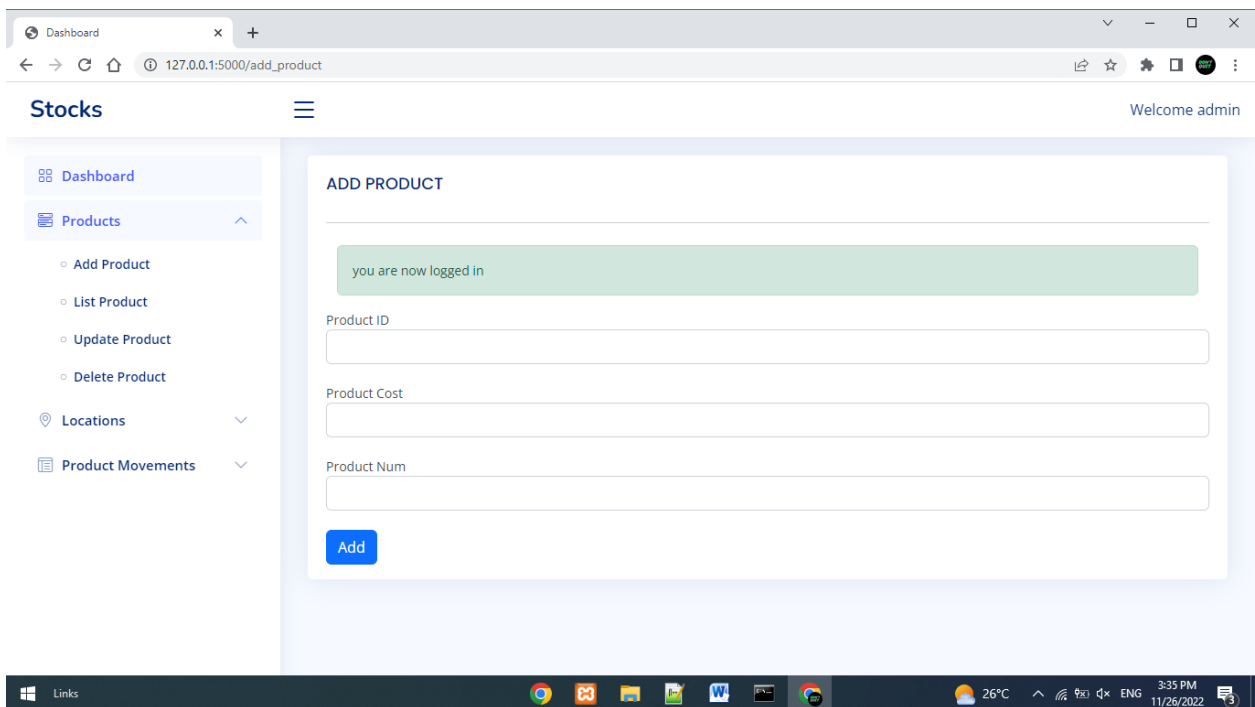 Dashboard
127.0.0.1:5000/add_product
Stocks
Welcome admin
Dashboard
Products
Add Product
List Product
Update Product
Delete Product
Locations
Product Movements
ADD PRODUCT
you are now logged in
Product ID
Product Cost
Product Num
Add
Links
26°C
ENG
3:35 PM
11/26/2022
3